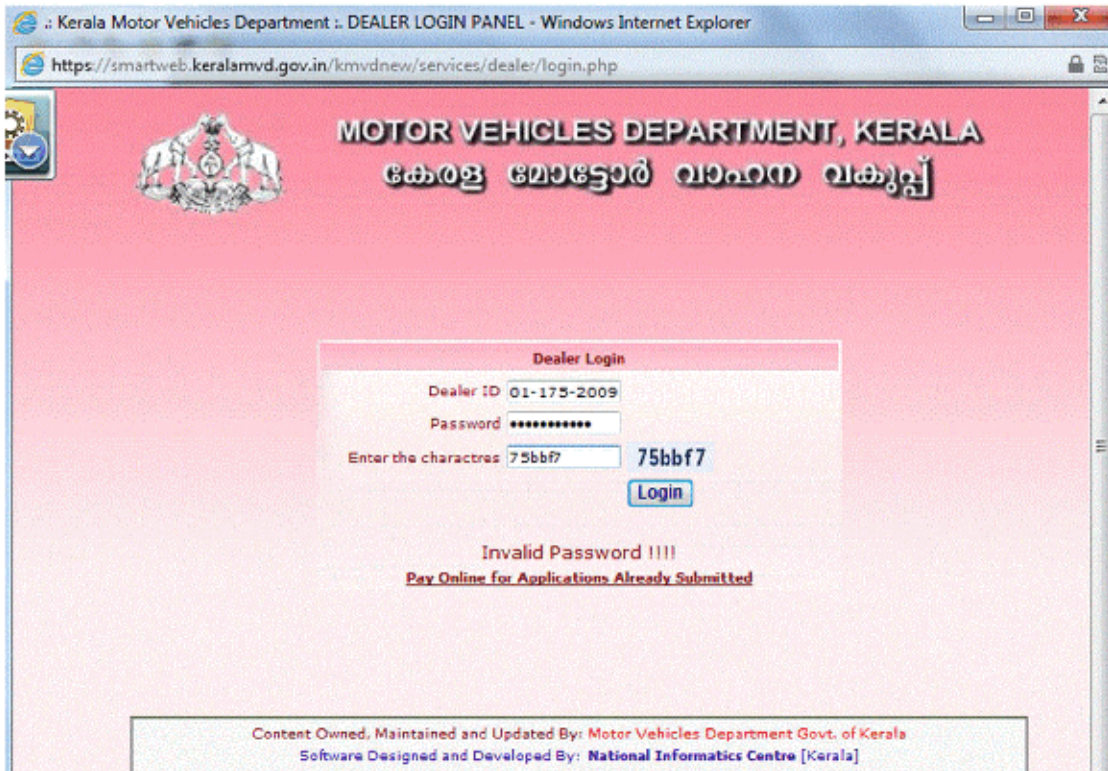 .: Kerala Motor Vehicles Department :. DEALER LOGIN PANEL - Windows Internet Explorer
https://smartweb.keralamvd.gov.in/kmvdnew/services/dealer/login.php
MOTOR VEHICLES DEPARTMENT, KERALA
കേരള മോട്ടോര്‍ വാഹന വകുപ്പ്
Dealer Login
Dealer ID 01-175-2009
Password •••••••••••
Enter the charactres 75bbf7 75bbf7
Login
Invalid Password !!!!
Pay Online for Applications Already Submitted
Content Owned, Maintained and Updated By: Motor Vehicles Department Govt. of Kerala
Software Designed and Developed By: National Informatics Centre [Kerala]